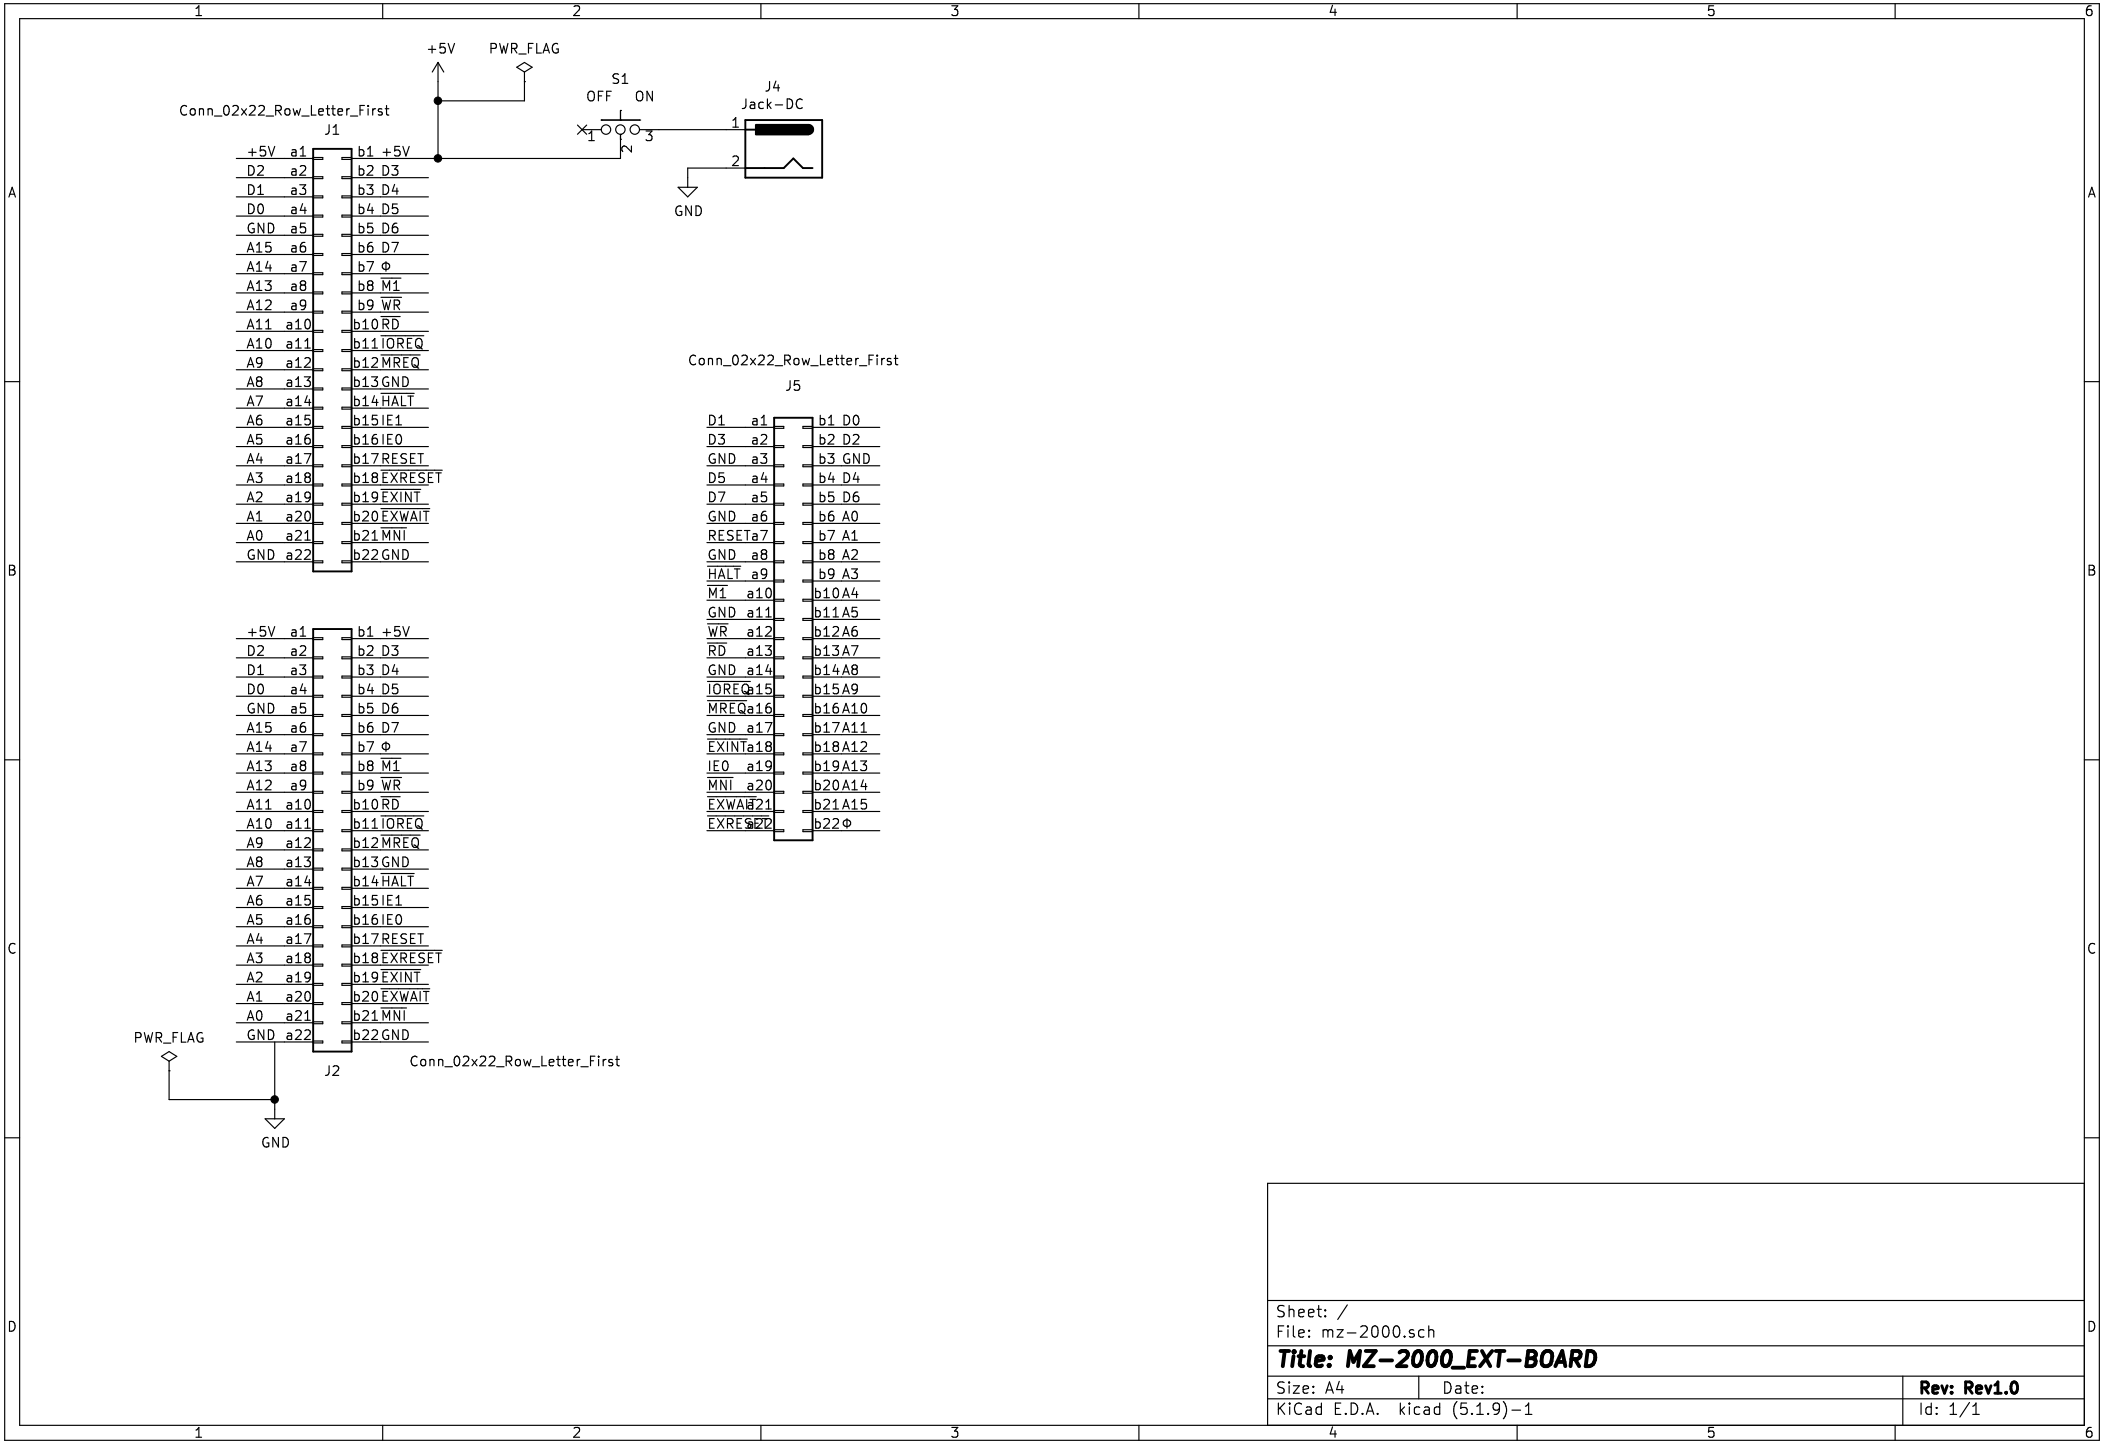 1 2 3 4 5 6
+5V PWR_FLAG
S1
OFF ON
J4
Jack-DC
Conn_02x22_Row_Letter_First
J1
1 2 3
1
2
GND
+5V a1 b1 +5V
D2 a2 b2 D3
D1 a3 b3 D4
D0 a4 b4 D5
GND a5 b5 D6
A15 a6 b6 D7
A14 a7 b7 Φ
A13 a8 b8 M1
A12 a9 b9 WR
A11 a10 b10 RD
A10 a11 b11 IOREQ
A9 a12 b12 MREQ
A8 a13 b13 GND
A7 a14 b14 HALT
A6 a15 b15 IE1
A5 a16 b16 IE0
A4 a17 b17 RESET
A3 a18 b18 EXRESET
A2 a19 b19 EXINT
A1 a20 b20 EXWAIT
A0 a21 b21 MNI
GND a22 b22 GND
Conn_02x22_Row_Letter_First
J5
D1 a1 b1 D0
D3 a2 b2 D2
GND a3 b3 GND
D5 a4 b4 D4
D7 a5 b5 D6
GND a6 b6 A0
RESET a7 b7 A1
GND a8 b8 A2
HALT a9 b9 A3
M1 a10 b10 A4
GND a11 b11 A5
WR a12 b12 A6
RD a13 b13 A7
GND a14 b14 A8
IOREQ a15 b15 A9
MREQ a16 b16 A10
GND a17 b17 A11
EXINT a18 b18 A12
IE0 a19 b19 A13
MNI a20 b20 A14
EXWAIT a21 b21 A15
EXRESET a22 b22 Φ
+5V a1 b1 +5V
D2 a2 b2 D3
D1 a3 b3 D4
D0 a4 b4 D5
GND a5 b5 D6
A15 a6 b6 D7
A14 a7 b7 Φ
A13 a8 b8 M1
A12 a9 b9 WR
A11 a10 b10 RD
A10 a11 b11 IOREQ
A9 a12 b12 MREQ
A8 a13 b13 GND
A7 a14 b14 HALT
A6 a15 b15 IE1
A5 a16 b16 IE0
A4 a17 b17 RESET
A3 a18 b18 EXRESET
A2 a19 b19 EXINT
A1 a20 b20 EXWAIT
A0 a21 b21 MNI
GND a22 b22 GND
PWR_FLAG
J2
Conn_02x22_Row_Letter_First
GND
A A
B B
C C
D D
Sheet: /
File: mz-2000.sch
Title: MZ-2000_EXT-BOARD
Size: A4 Date: Rev: Rev1.0
KiCad E.D.A. kicad (5.1.9)-1 Id: 1/1
1 2 3 4 5 6